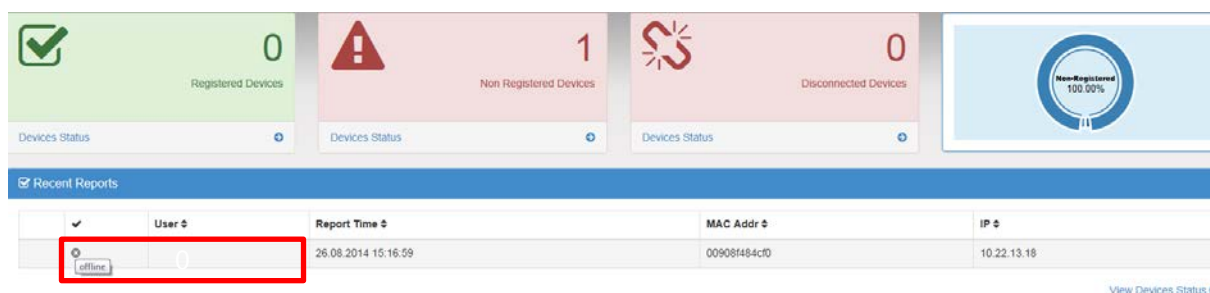 0
Registered Devices
Devices Status
1
Non Registered Devices
Devices Status
0
Disconnected Devices
Devices Status
Non-Registered
100.00%
Recent Reports
User Report Time MAC Addr IP
0 26.08.2014 15:16:59 00908f484cf0 10.22.13.18
offline
View Devices Status